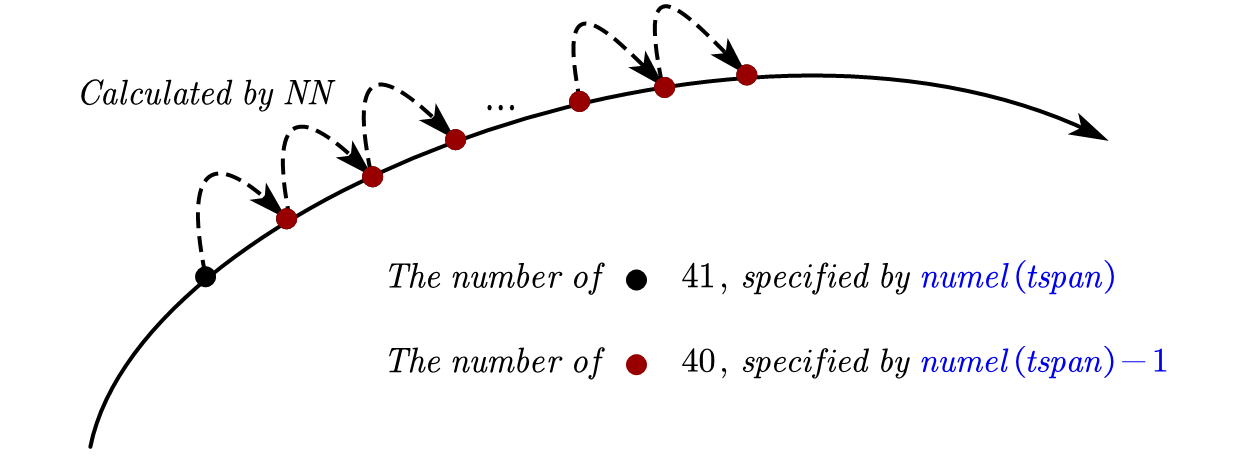 Calculated by NN
...
The number of ● 41, specified by numel(tspan)
The number of ● 40, specified by numel(tspan)−1